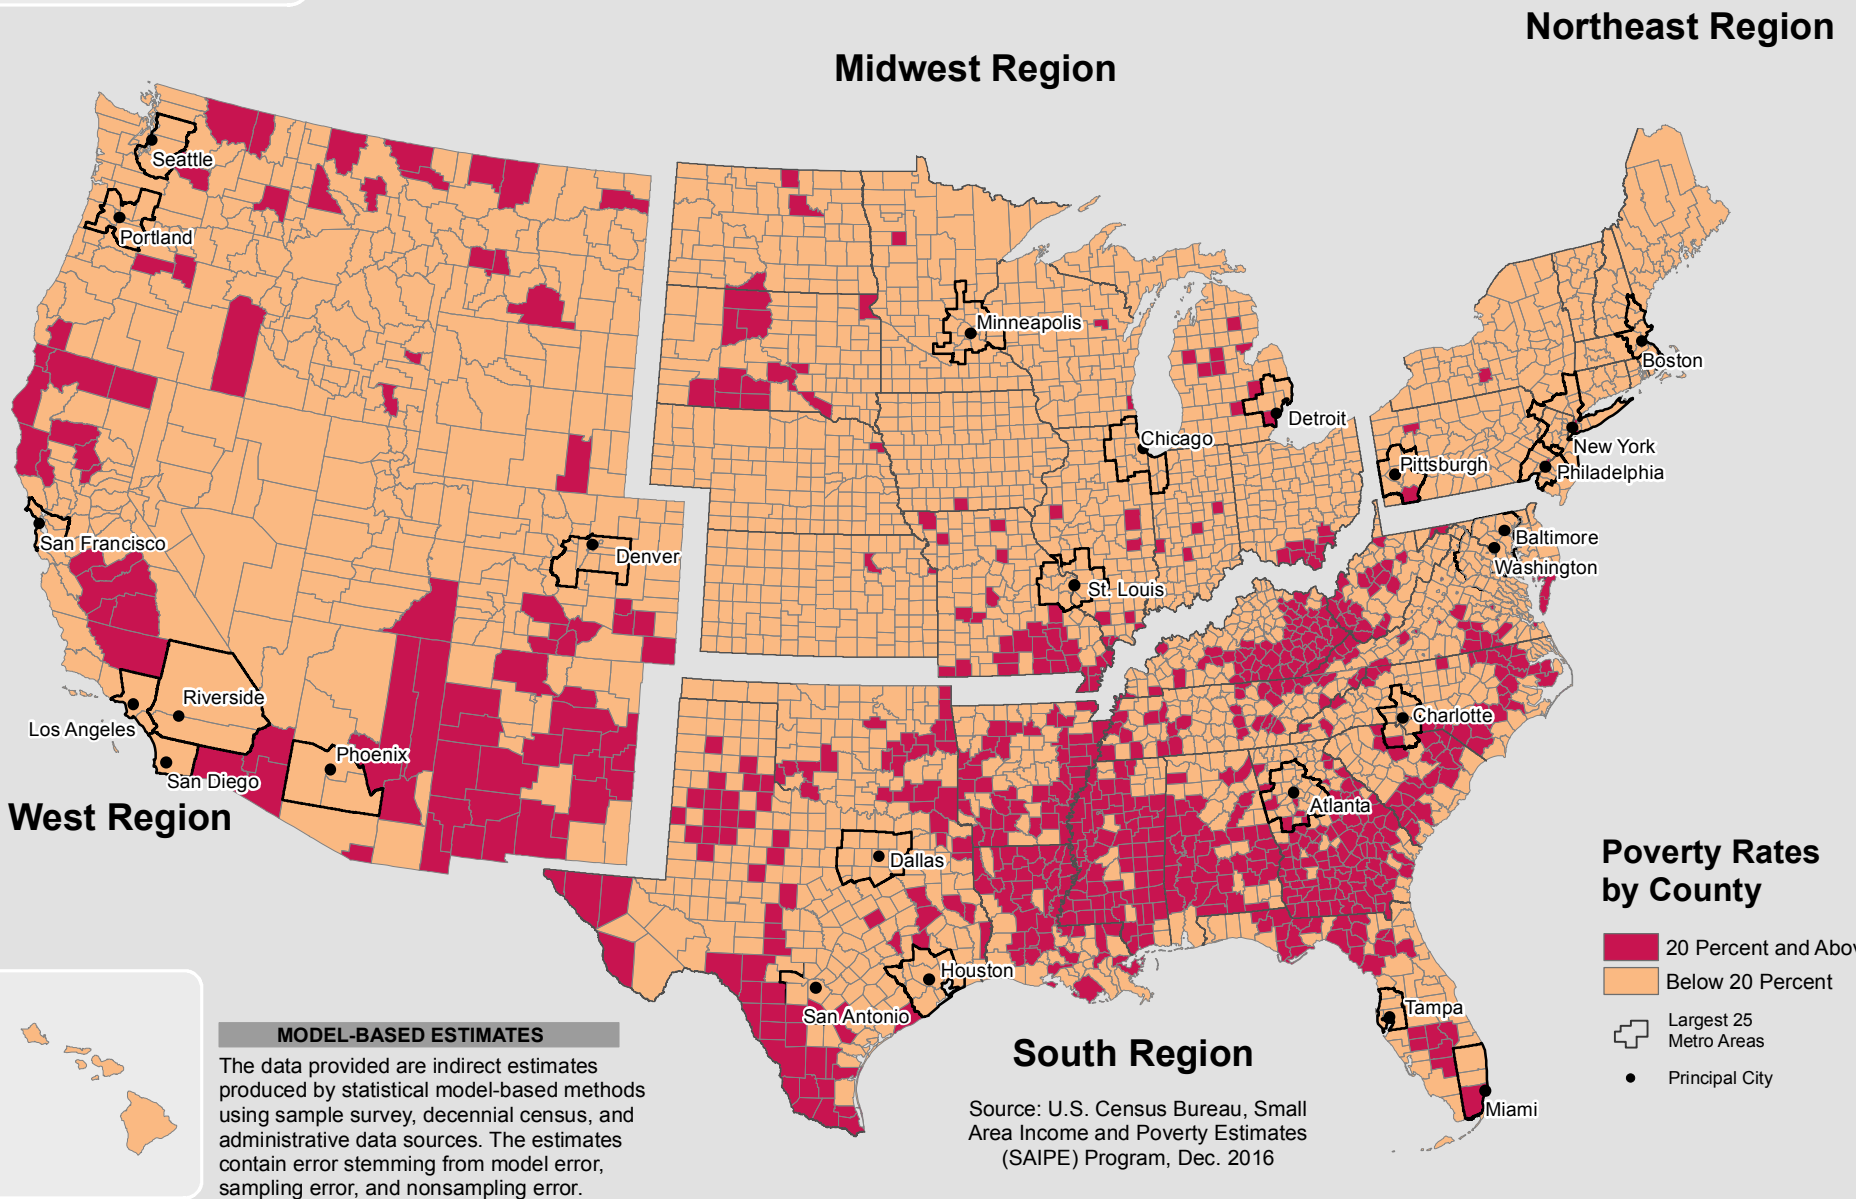 Northeast Region
Midwest Region
Seattle
Portland
Minneapolis
Boston
Detroit
Chicago
New York
Pittsburgh
Philadelphia
San Francisco
Denver
Baltimore
Washington
St. Louis
Riverside
Los Angeles
Charlotte
Phoenix
San Diego
West Region
Atlanta
Dallas
Poverty Rates
by County
20 Percent and Abov
Below 20 Percent
Largest 25
Metro Areas
Principal City
Houston
San Antonio
Tampa
Miami
South Region
MODEL-BASED ESTIMATES
The data provided are indirect estimates
produced by statistical model-based methods
using sample survey, decennial census, and
administrative data sources. The estimates
contain error stemming from model error,
sampling error, and nonsampling error.
Source: U.S. Census Bureau, Small
Area Income and Poverty Estimates
(SAIPE) Program, Dec. 2016